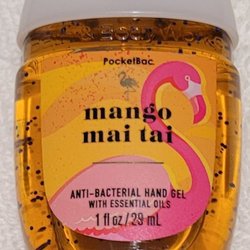 PocketBac
mango
mai tai
ANTI-BACTERIAL HAND GEL
WITH ESSENTIAL OILS
1 fl oz / 29 mL